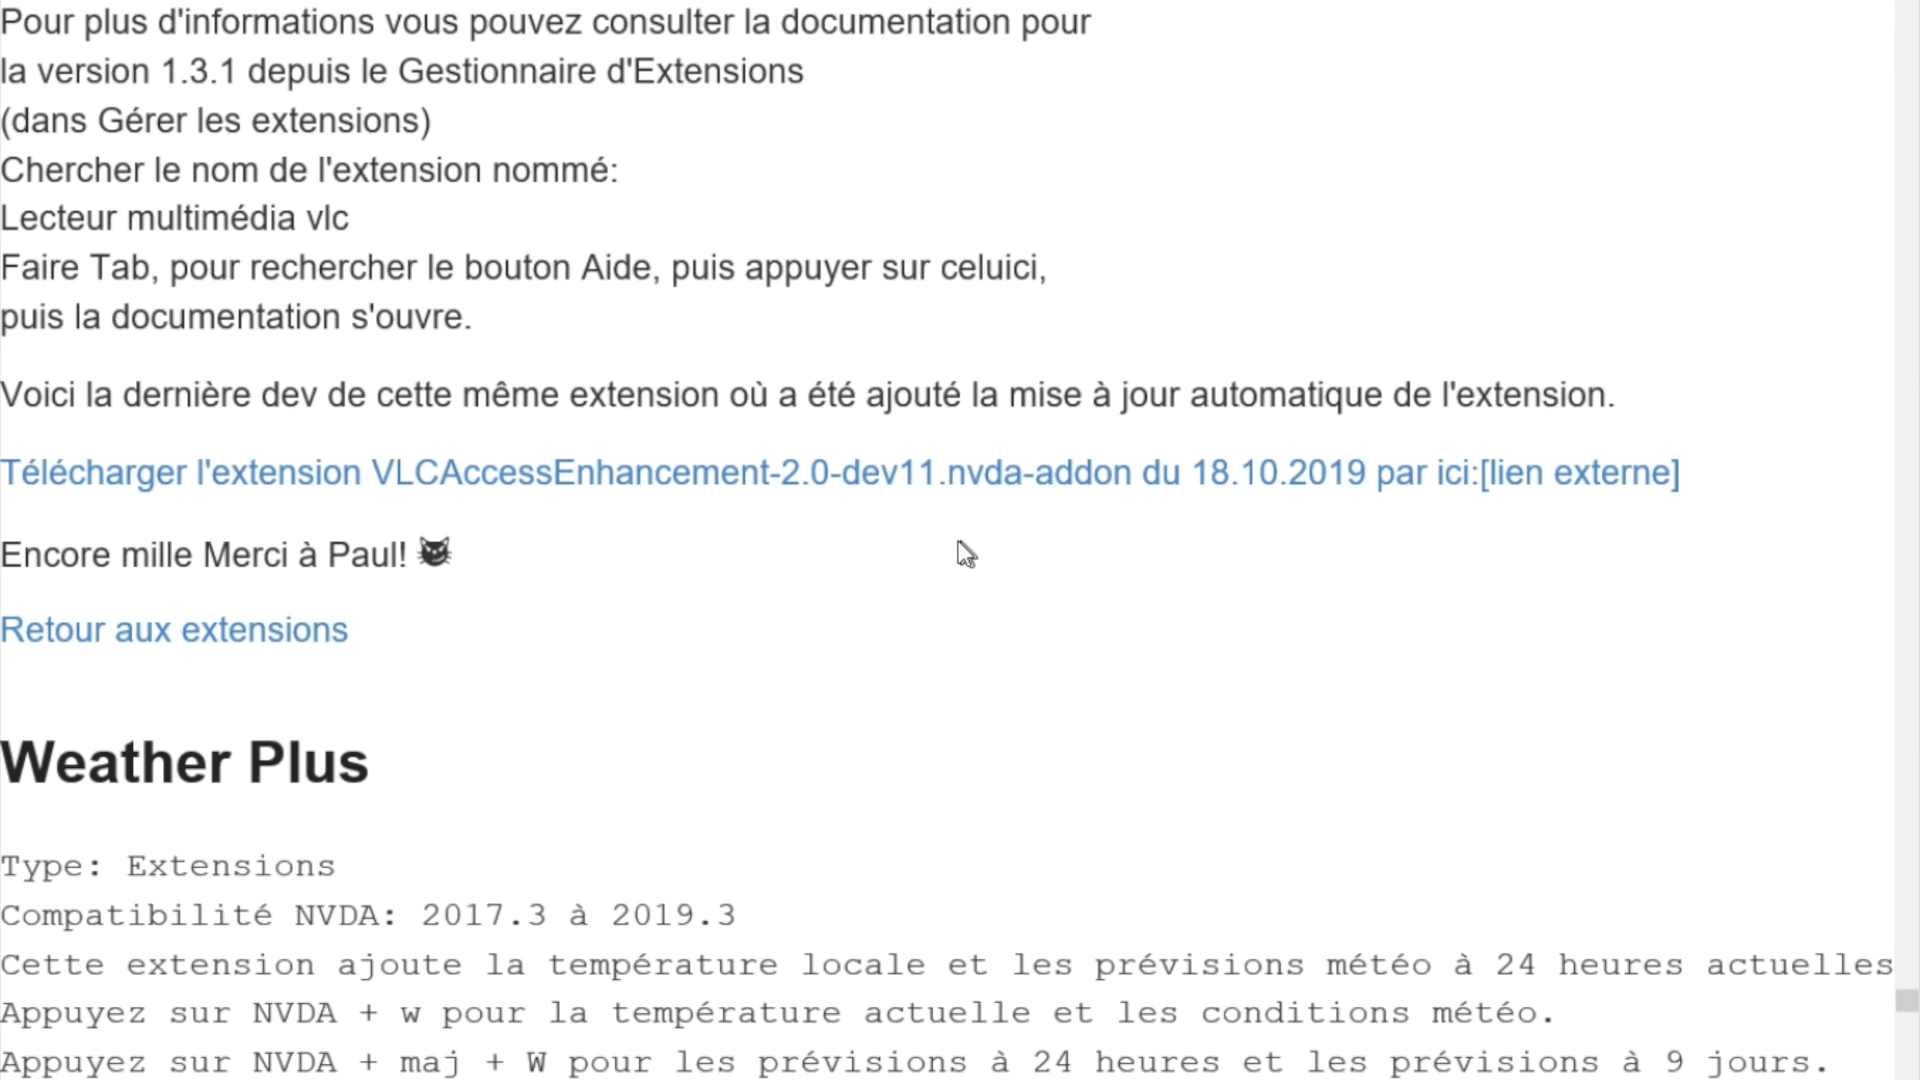 Pour plus d'informations vous pouvez consulter la documentation pour
la version 1.3.1 depuis le Gestionnaire d'Extensions
(dans Gérer les extensions)
Chercher le nom de l'extension nommé:
Lecteur multimédia vlc
Faire Tab, pour rechercher le bouton Aide, puis appuyer sur celuici,
puis la documentation s'ouvre.
Voici la dernière dev de cette même extension où a été ajouté la mise à jour automatique de l'extension.
Télécharger l'extension VLCAccessEnhancement-2.0-dev11.nvda-addon du 18.10.2019 par ici:[lien externe]
Encore mille Merci à Paul! 😼
Retour aux extensions
Weather Plus
Type: Extensions
Compatibilité NVDA: 2017.3 à 2019.3
Cette extension ajoute la température locale et les prévisions météo à 24 heures actuelles
Appuyez sur NVDA + w pour la température actuelle et les conditions météo.
Appuyez sur NVDA + maj + W pour les prévisions à 24 heures et les prévisions à 9 jours.